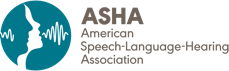 ASHA
American
Speech-Language-Hearing
Association